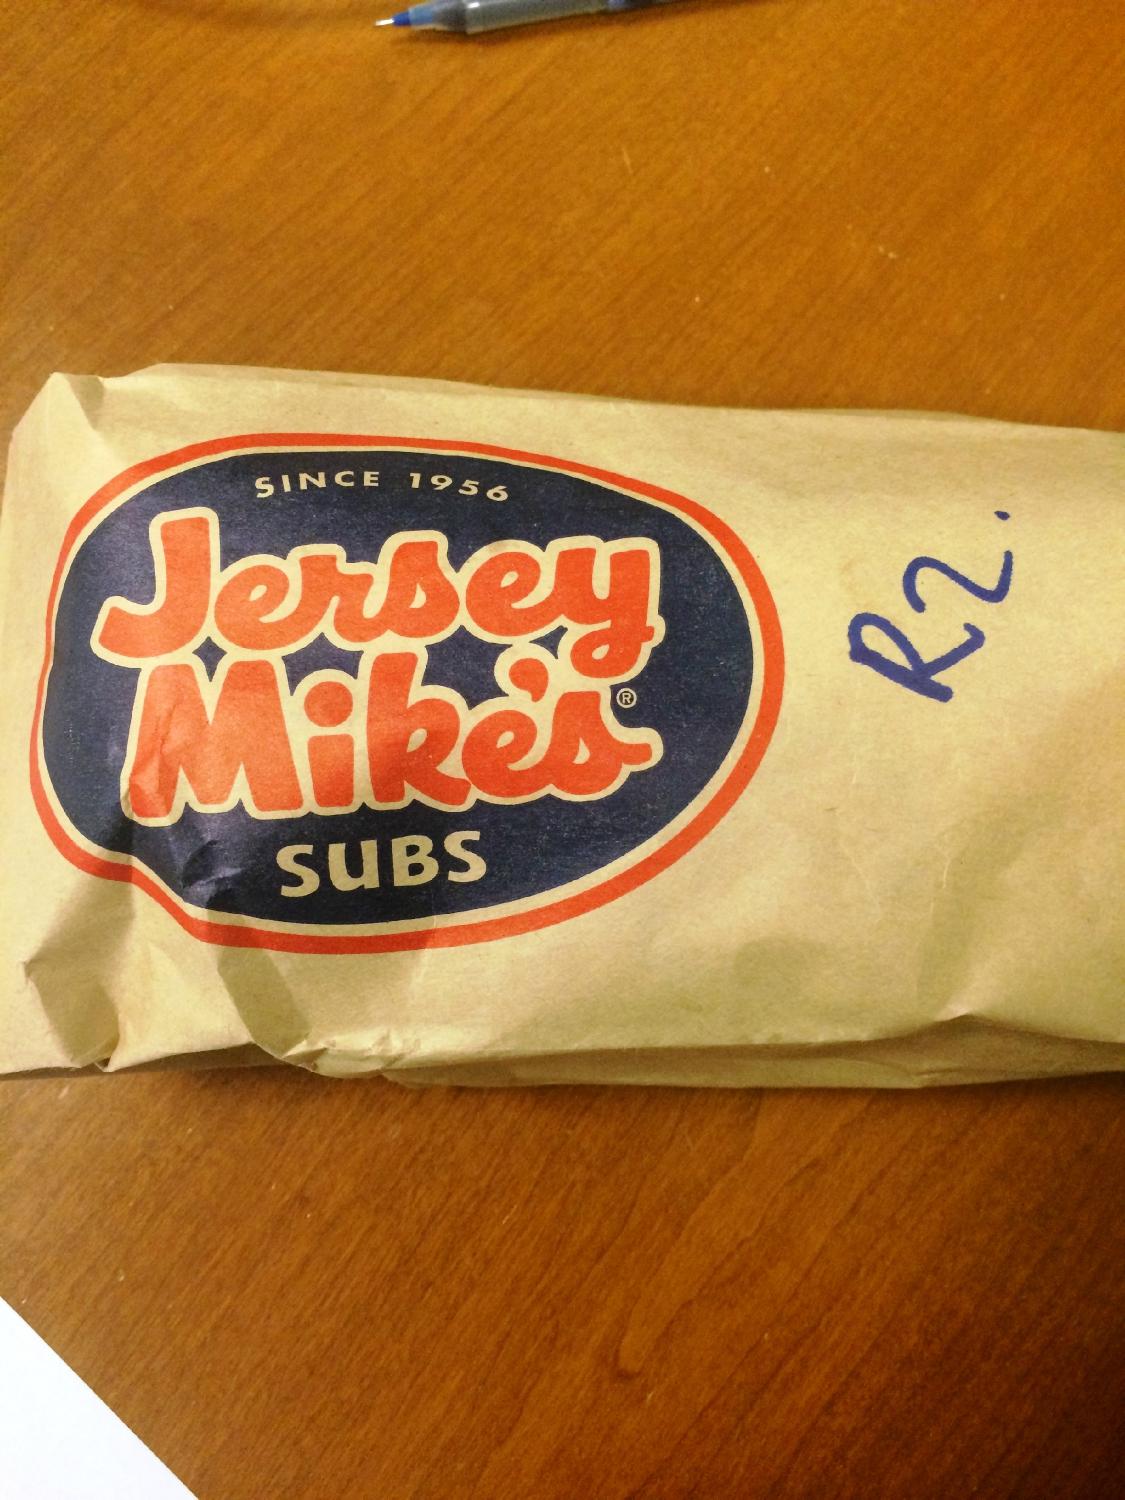 SINCE 1956
Jersey
Mike's®
SUBS
R2.